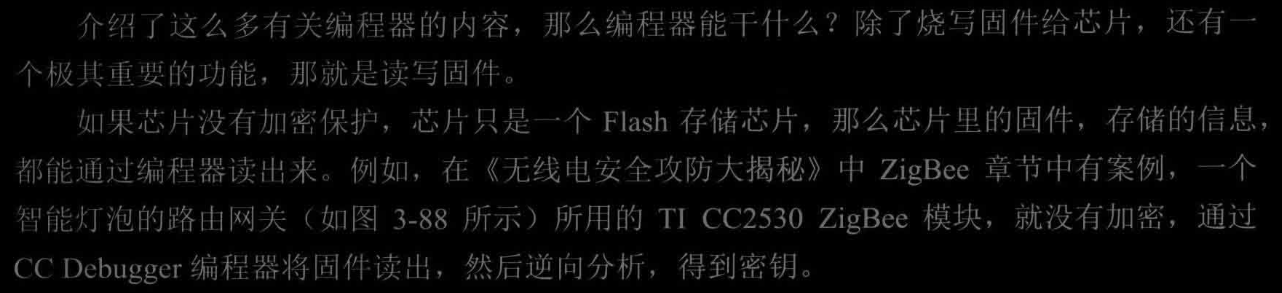 介绍了这么多有关编程器的内容，那么编程器能干什么？除了烧写固件给芯片，还有一
个极其重要的功能，那就是读写固件。
如果芯片没有加密保护，芯片只是一个 Flash 存储芯片，那么芯片里的固件，存储的信息，
都能通过编程器读出来。例如，在《无线电安全攻防大揭秘》中 ZigBee 章节中有案例，一个
智能灯泡的路由网关（如图 3-88 所示）所用的 TI CC2530 ZigBee 模块，就没有加密，通过
CC Debugger 编程器将固件读出，然后逆向分析，得到密钥。